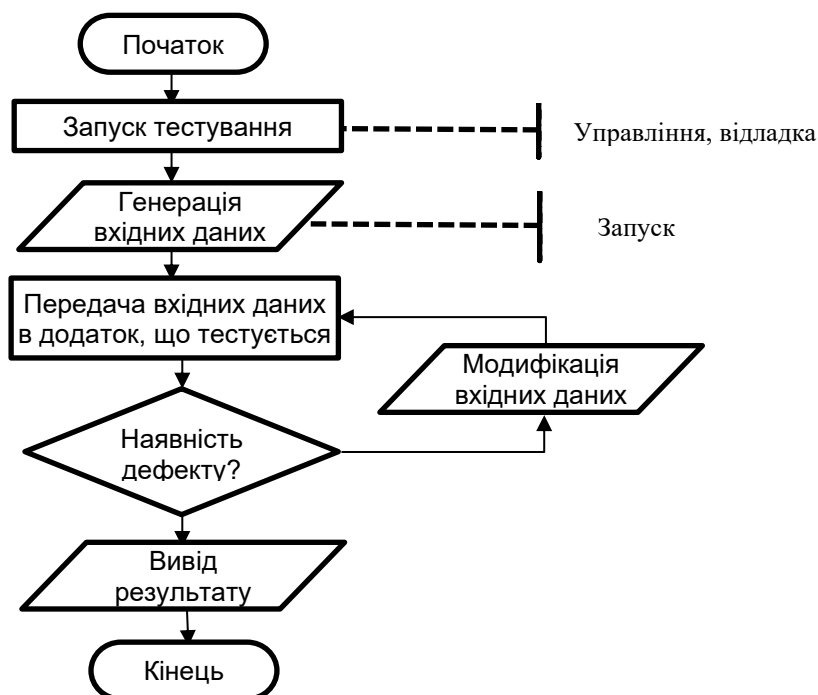 Початок
Запуск тестування
Управління, відладка
Генерація
вхідних даних
Запуск
Передача вхідних даних
в додаток, що тестується
Модифікація
вхідних даних
Наявність
дефекту?
Вивід
результату
Кінець